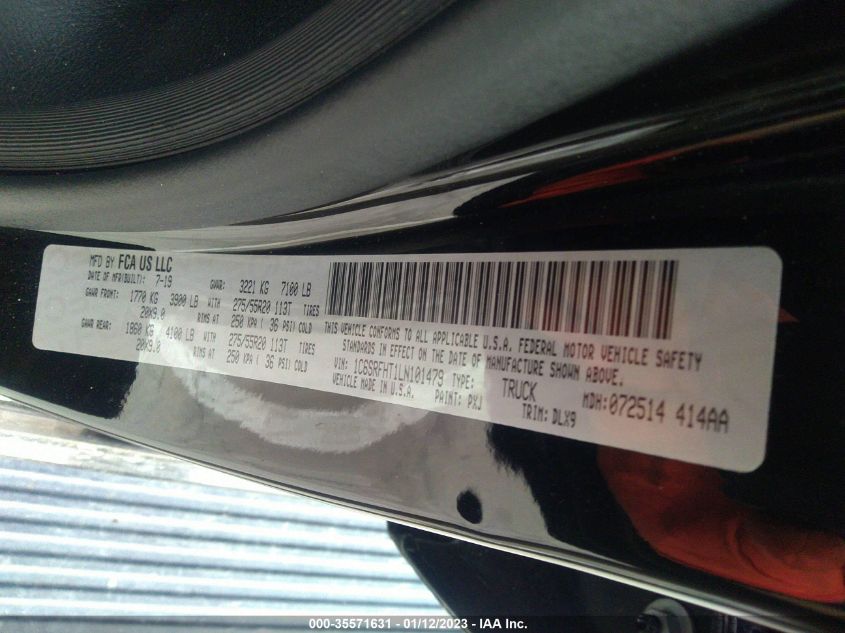 MFD BY FCA US LLC
DATE OF MFR(BUILT): 7-19 GVWR: 3221 KG 7100 LB
GAWR FRONT: 1770 KG 3900 LB WITH 275/55R20 113T TIRES
20X9.0 RIMS AT 250 KPA ( 36 PSI) COLD
GAWR REAR: 1860 KG 4100 LB WITH 275/55R20 113T TIRES
20X9.0 RIMS AT 250 KPA ( 36 PSI) COLD
THIS VEHICLE CONFORMS TO ALL APPLICABLE U.S.A. FEDERAL MOTOR VEHICLE SAFETY
STANDARDS IN EFFECT ON THE DATE OF MANUFACTURE SHOWN ABOVE.
VIN: 1C6SRFHT1LN101479 TYPE: TRUCK MDH: 072514 414AA
VEHICLE MADE IN U.S.A. PAINT: PXJ TRIM: DLX9
000-35571631 - 01/12/2023 - IAA Inc.